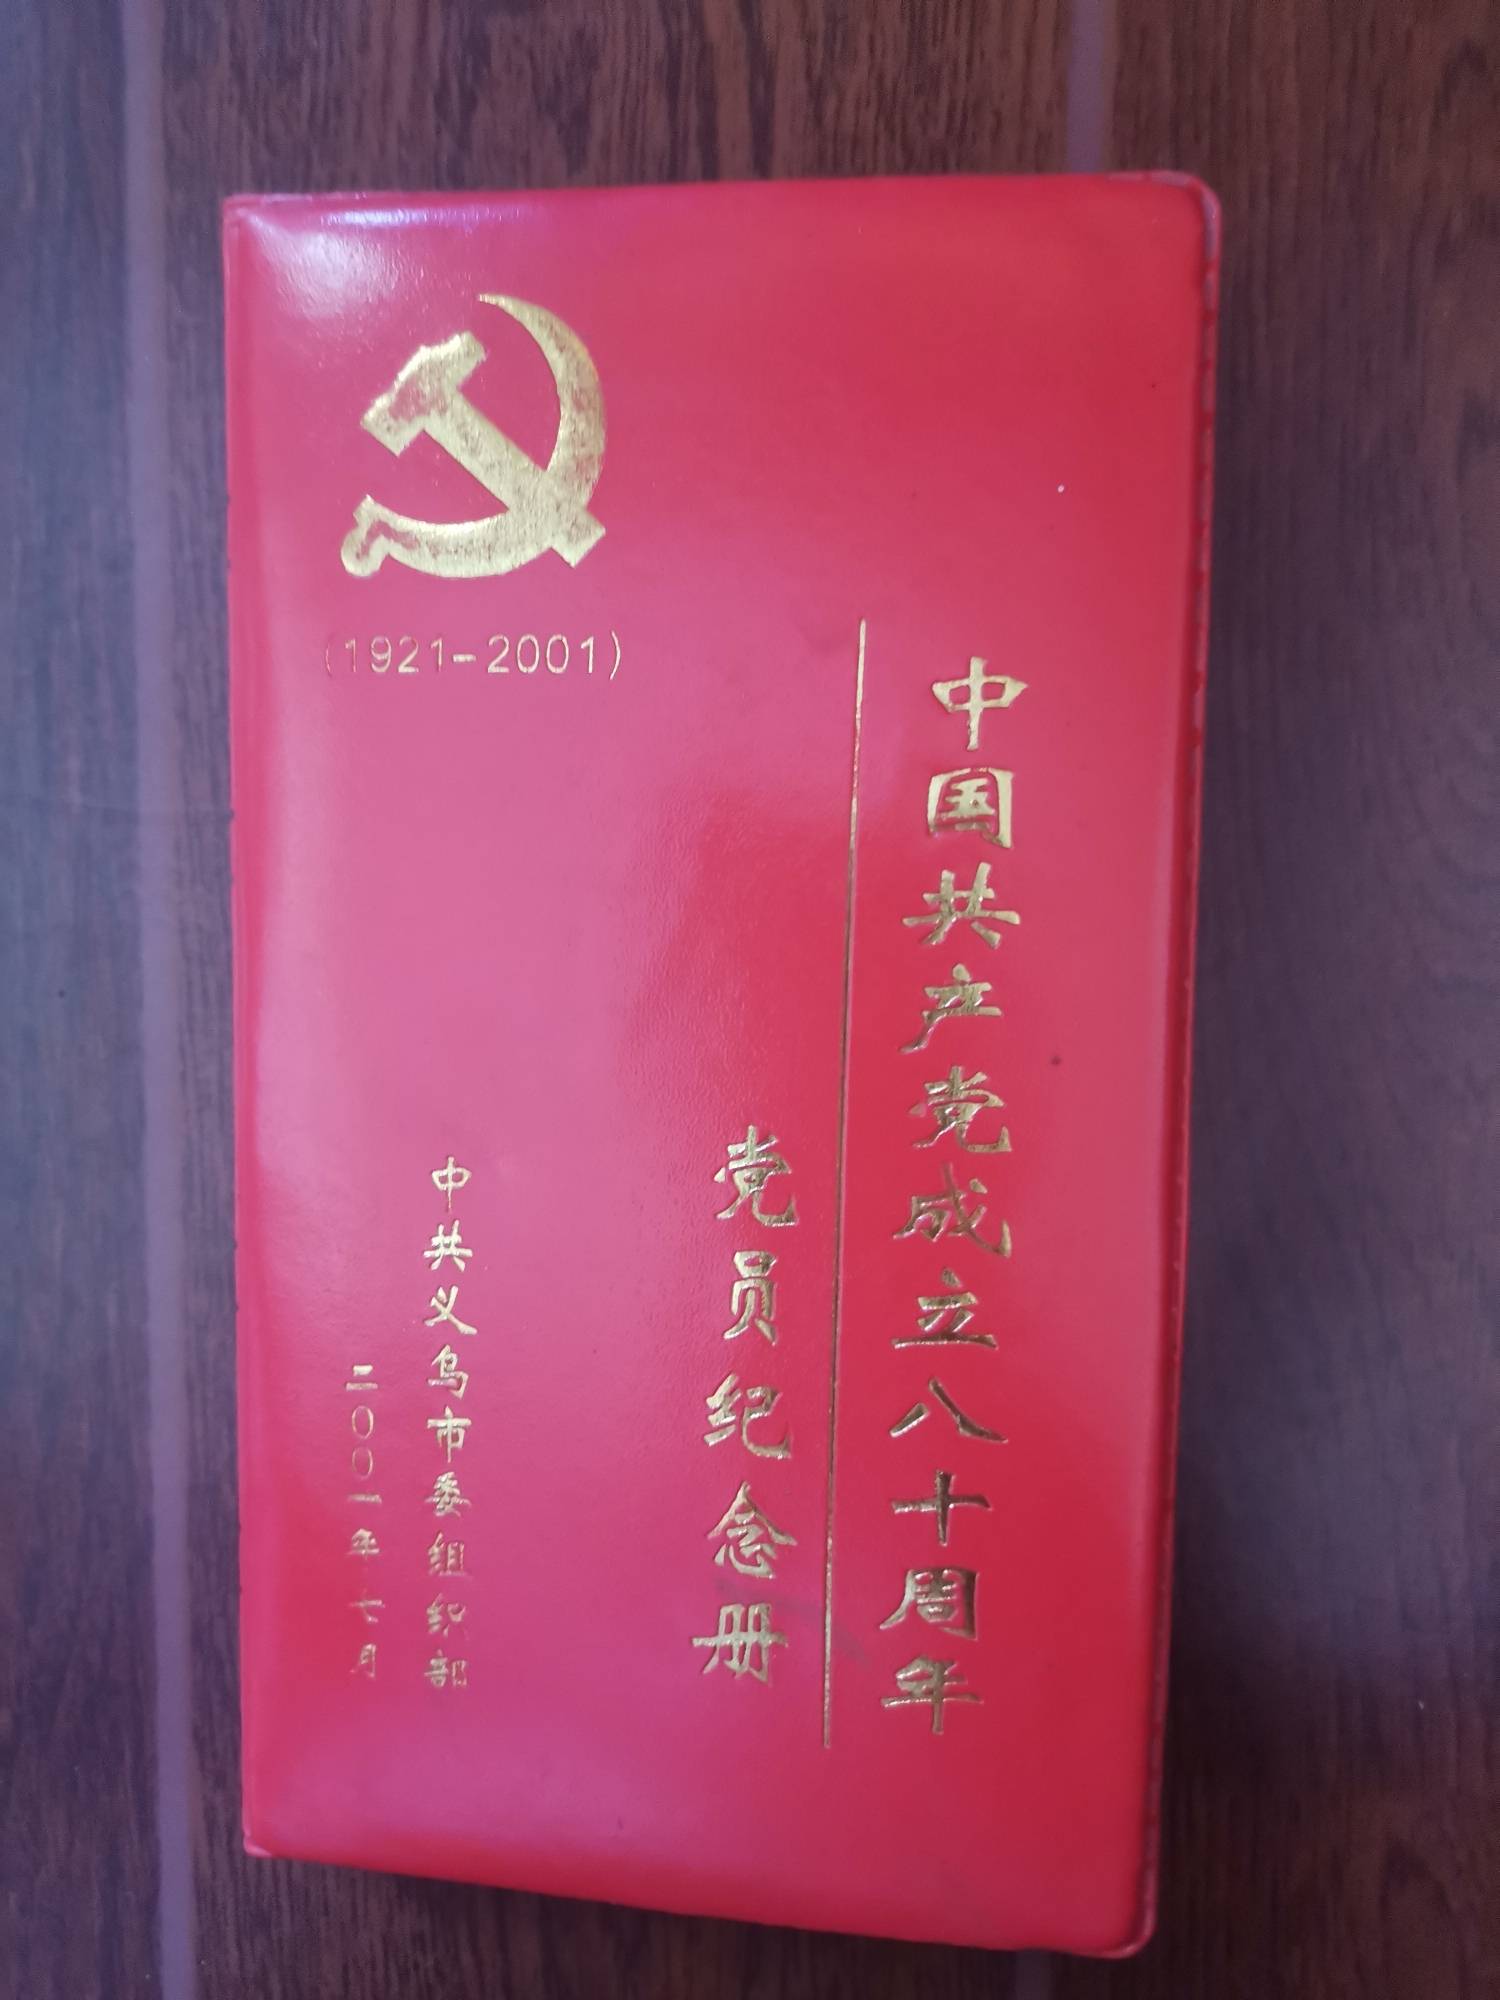 中国共产党成立八十周年
党员纪念册
(1921-2001)
中共义乌市委组织部
二〇〇一年七月